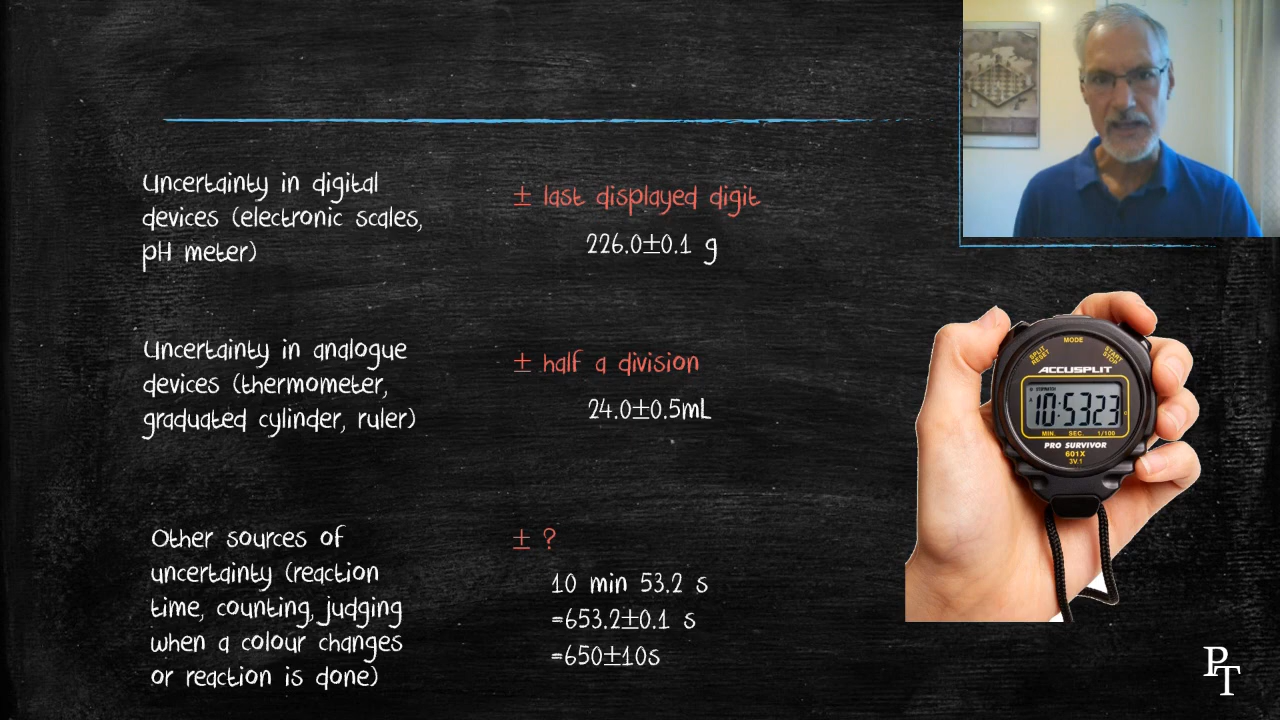 Uncertainty in digital
devices (electronic scales,
pH meter)
± last displayed digit
226.0±0.1 g
Uncertainty in analogue
devices (thermometer,
graduated cylinder, ruler)
± half a division
24.0±0.5mL
Other sources of
uncertainty (reaction
time, counting, judging
when a colour changes
or reaction is done)
± ?
10 min 53.2 s
=653.2±0.1 s
=650±10s
MODE
SPLIT
RESET
START
STOP
ACCUSPLIT
STOPWATCH
10:5323
MIN. SEC. 1/100
PRO SURVIVOR
601X
3V.1
PT